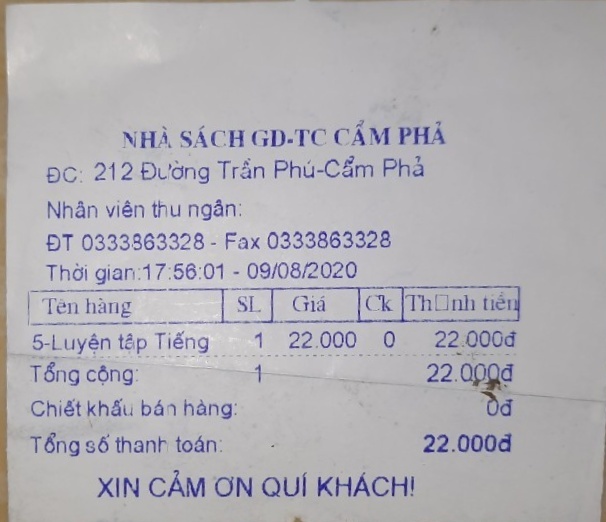 NHÀ SÁCH GD-TC CẨM PHẢ
ĐC: 212 Đường Trần Phú-Cẩm Phả
Nhân viên thu ngân:
ĐT 0333863328 - Fax 0333863328
Thời gian:17:56:01 - 09/08/2020
Tên hàng SL Giá Ck Th□nh tiền
5-Luyện tập Tiếng 1 22.000 0 22.000đ
Tổng cộng: 1 22.000đ
Chiết khấu bán hàng: 0đ
Tổng số thanh toán: 22.000đ
XIN CẢM ƠN QUÍ KHÁCH!